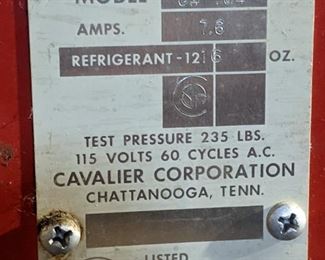 MODEL
AMPS. 7.6
REFRIGERANT-12 16 OZ.
TEST PRESSURE 235 LBS.
115 VOLTS 60 CYCLES A.C.
CAVALIER CORPORATION
CHATTANOOGA, TENN.
LISTED